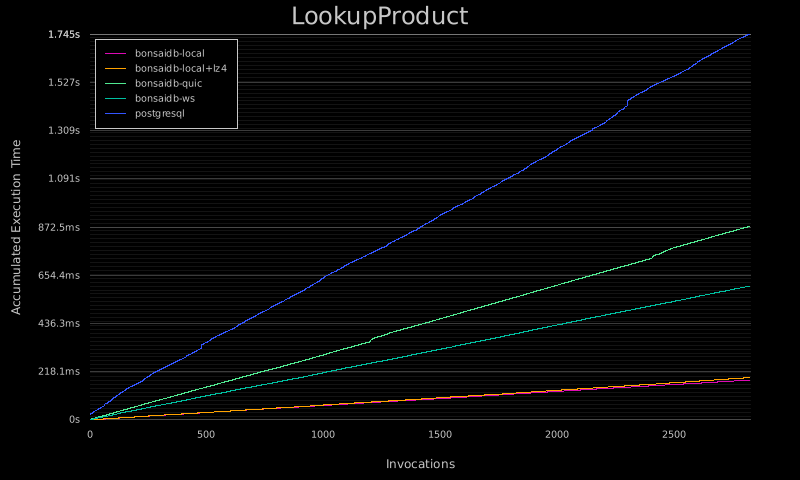 LookupProduct
1.745s
1.527s
1.309s
1.091s
872.5ms
654.4ms
436.3ms
218.1ms
0s
bonsaidb-local
bonsaidb-local+lz4
bonsaidb-quic
bonsaidb-ws
postgresql
Accumulated Execution Time
0
500
1000
1500
2000
2500
Invocations